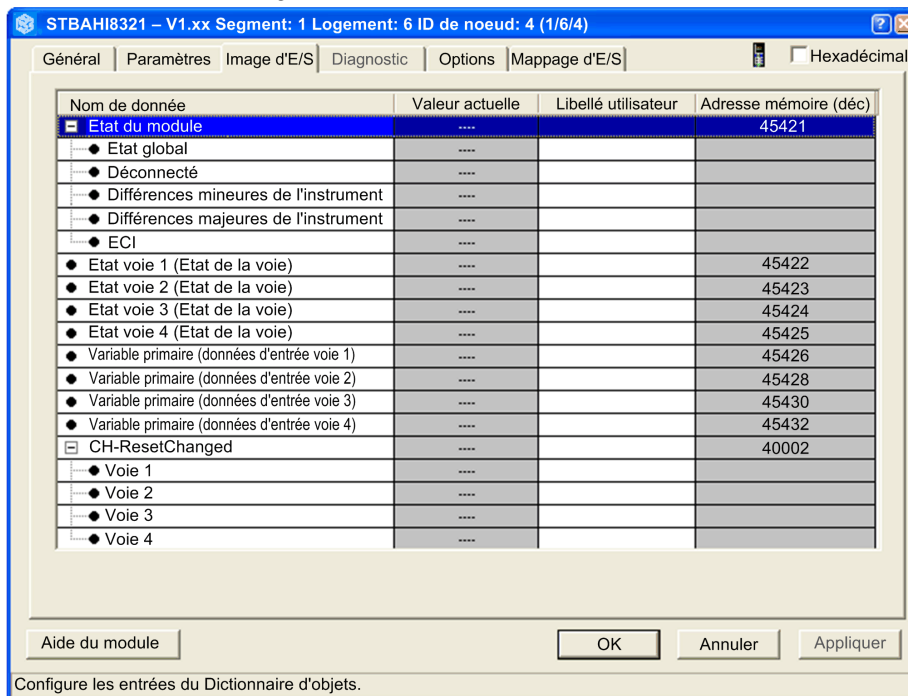 STBAHI8321 – V1.xx Segment: 1 Logement: 6 ID de noeud: 4 (1/6/4)
Général Paramètres Image d'E/S Diagnostic Options Mappage d'E/S Hexadécimal
Nom de donnée Valeur actuelle Libellé utilisateur Adresse mémoire (déc)
Etat du module ---- 45421
Etat global ----
Déconnecté ----
Différences mineures de l'instrument ----
Différences majeures de l'instrument ----
ECI ----
Etat voie 1 (Etat de la voie) ---- 45422
Etat voie 2 (Etat de la voie) ---- 45423
Etat voie 3 (Etat de la voie) ---- 45424
Etat voie 4 (Etat de la voie) ---- 45425
Variable primaire (données d'entrée voie 1) ---- 45426
Variable primaire (données d'entrée voie 2) ---- 45428
Variable primaire (données d'entrée voie 3) ---- 45430
Variable primaire (données d'entrée voie 4) ---- 45432
CH-ResetChanged ---- 40002
Voie 1 ----
Voie 2 ----
Voie 3 ----
Voie 4 ----
Aide du module OK Annuler Appliquer
Configure les entrées du Dictionnaire d'objets.